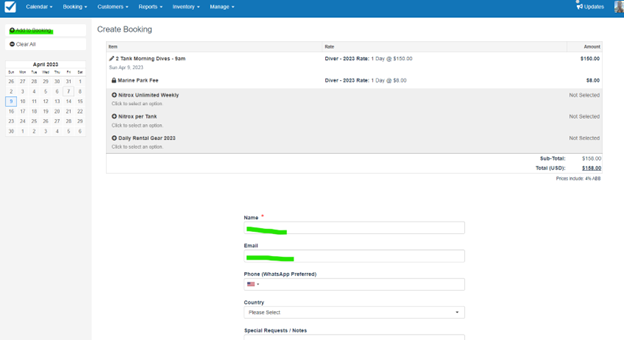 Calendar Booking Customers Reports Inventory Manage Updates
Add to Booking
Clear All
April 2023
Sun Mon Tue Wed Thu Fri Sat
26 27 28 29 30 31 1
2 3 4 5 6 7 8
9 10 11 12 13 14 15
16 17 18 19 20 21 22
23 24 25 26 27 28 29
30 1 2 3 4 5 6
Create Booking
Item Rate Amount
2 Tank Morning Dives - 8am Diver - 2023 Rate: 1 Day @ $150.00 $150.00
Sun Apr 9, 2023
Marine Park Fee Diver - 2023 Rate: 1 Day @ $8.00 $8.00
Nitrox Unlimited Weekly Not Selected
Click to select an option.
Nitrox per Tank Not Selected
Click to select an option.
Daily Rental Gear 2023 Not Selected
Click to select an option.
Sub-Total: $158.00
Total (USD): $158.00
Prices include: 4% ABB
Name *
Email
Phone (WhatsApp Preferred)
Country
Please Select
Special Requests / Notes